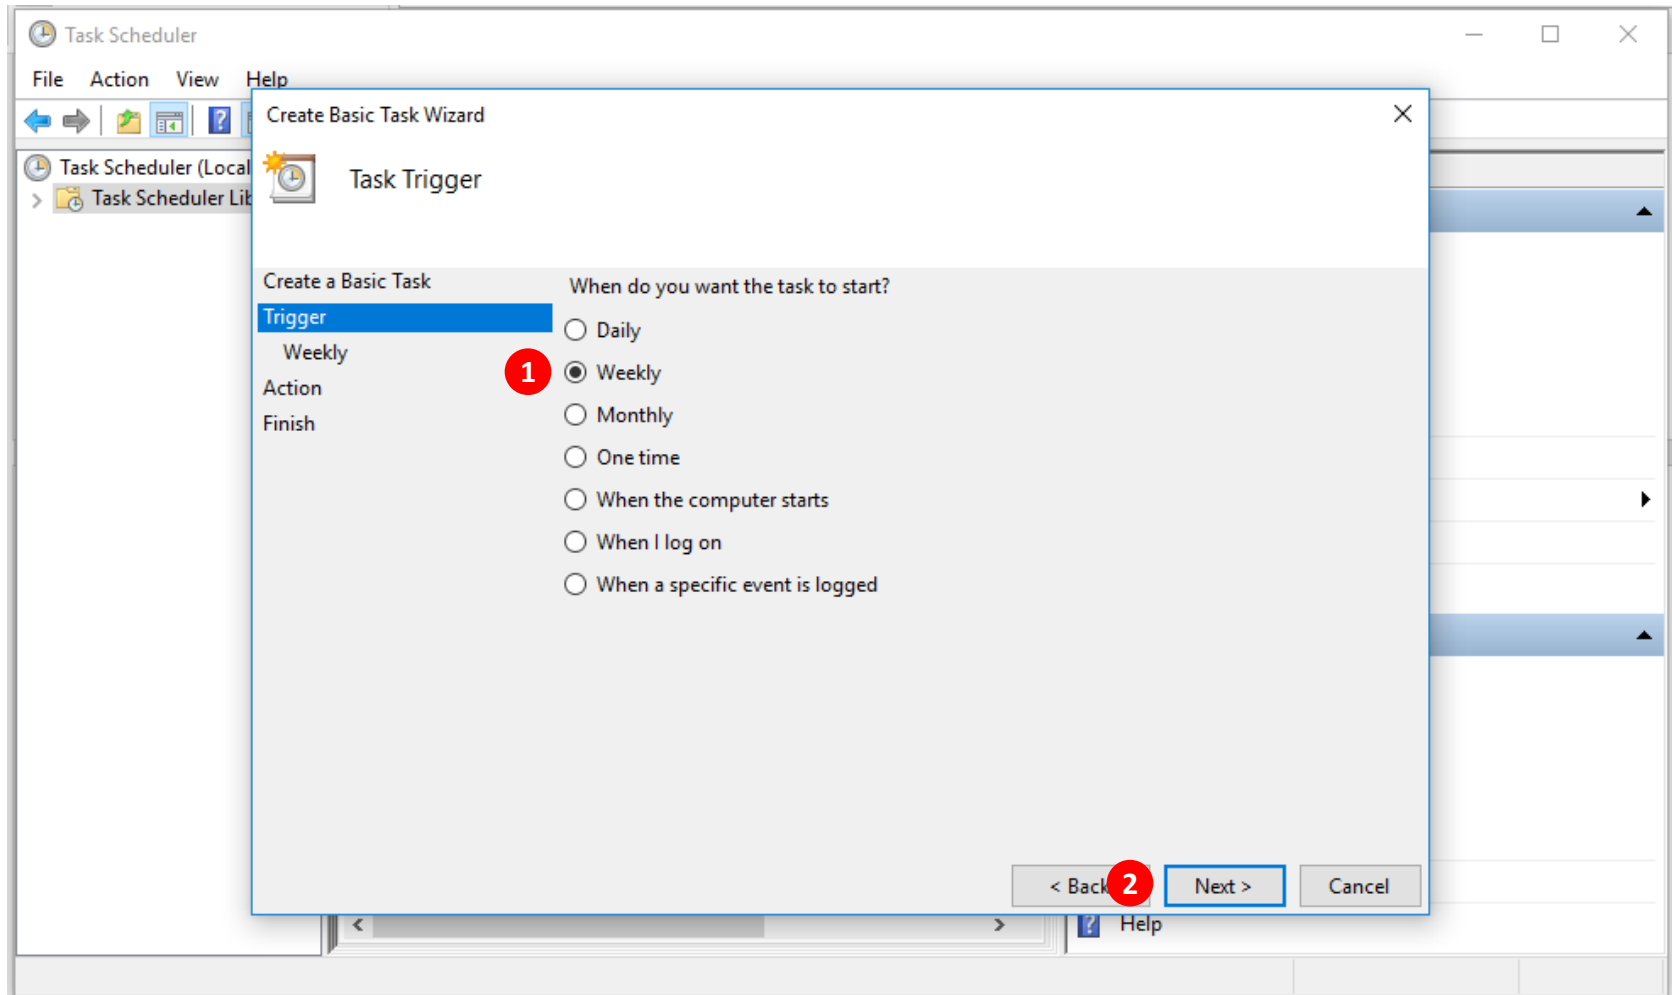 Task Scheduler
File Action View Help
Create Basic Task Wizard
Task Scheduler (Local
Task Scheduler Lib
Task Trigger
Create a Basic Task
Trigger
Weekly
Action
Finish
When do you want the task to start?
Daily
1 Weekly
Monthly
One time
When the computer starts
When I log on
When a specific event is logged
< Back 2 Next > Cancel
Help